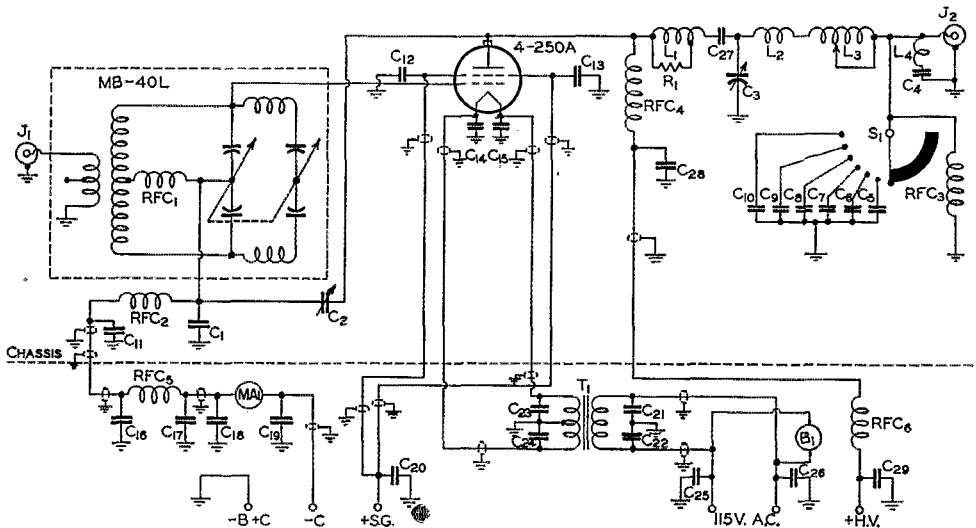 J2
4-250A
C12
C13
L1
R1
C27
L2
L3
L4
C4
C3
MB-40L
J1
RFC1
RFC4
C14
C15
S1
C28
C10
C9
C8
C7
C6
C5
RFC3
RFC2
C2
C11
C1
CHASSIS
RFC5
MA1
T1
C16
C17
C18
C19
C23
C24
C21
C22
B1
RFC6
C20
C25
C26
C29
-B +C
-C
+S.G.
115V. A.C.
+H.V.